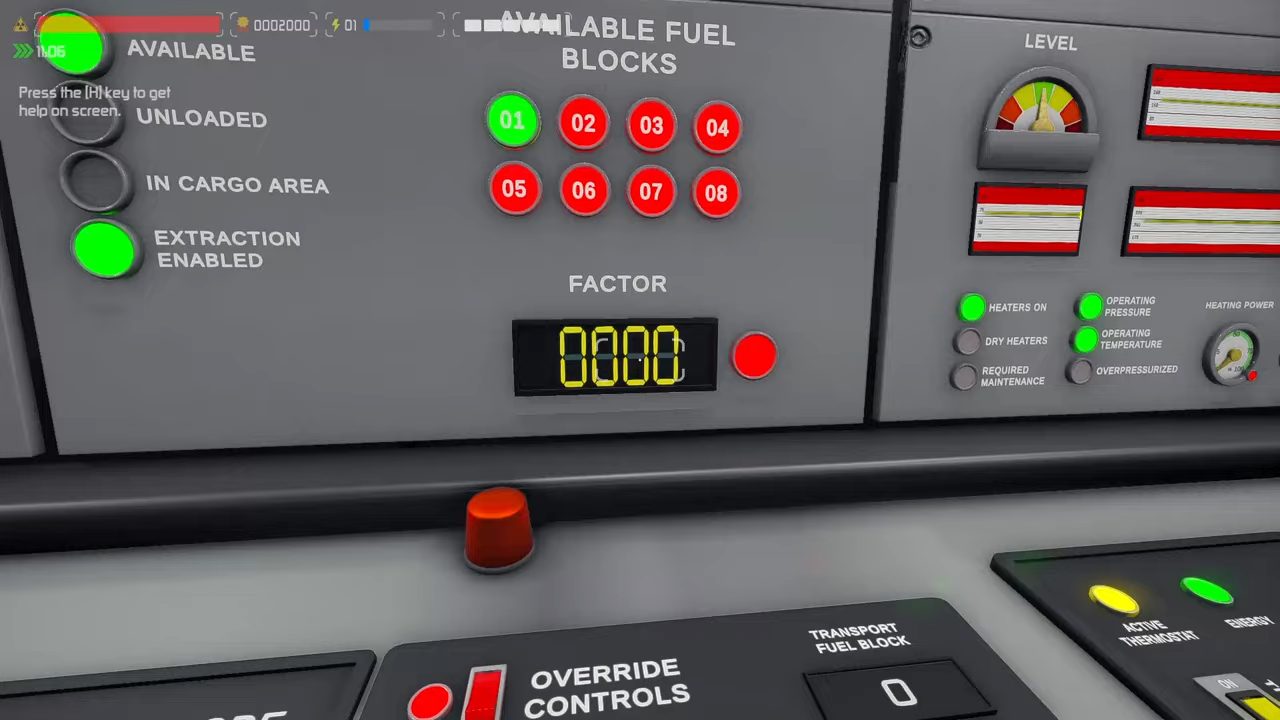 0002000
01
11.06
Press the [H] key to get
help on screen.
AVAILABLE
UNLOADED
IN CARGO AREA
EXTRACTION
ENABLED
AVAILABLE FUEL
BLOCKS
01 02 03 04
05 06 07 08
FACTOR
0000
LEVEL
HEATERS ON
DRY HEATERS
REQUIRED
MAINTENANCE
OPERATING
PRESSURE
OPERATING
TEMPERATURE
OVERPRESSURIZED
HEATING POWER
OVERRIDE
CONTROLS
TRANSPORT
FUEL BLOCK
0
ACTIVE
THERMOSTAT
ENERGY
ON